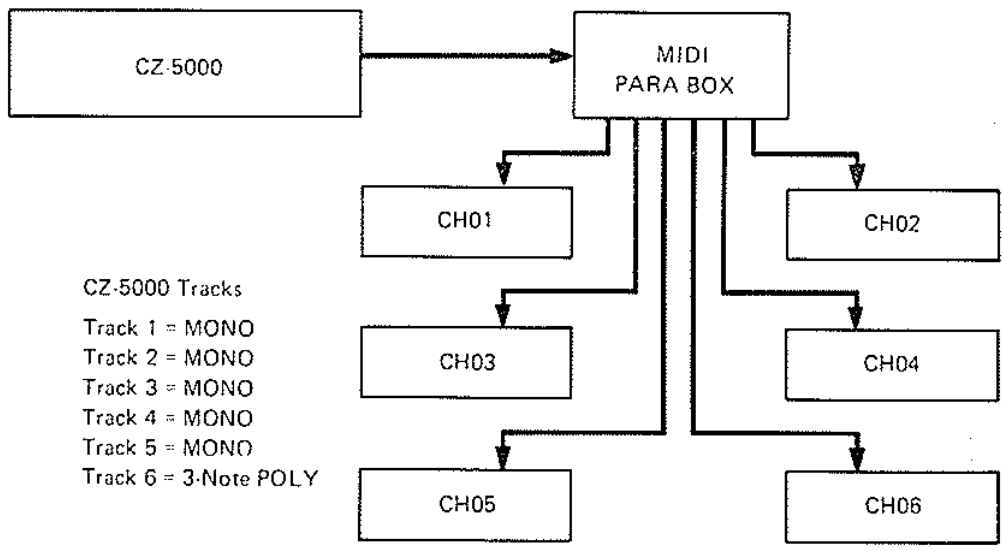 CZ-5000
MIDI
PARA BOX
CH01
CH02
CZ-5000 Tracks
Track 1 = MONO
Track 2 = MONO
Track 3 = MONO
Track 4 = MONO
Track 5 = MONO
Track 6 = 3-Note POLY
CH03
CH04
CH05
CH06